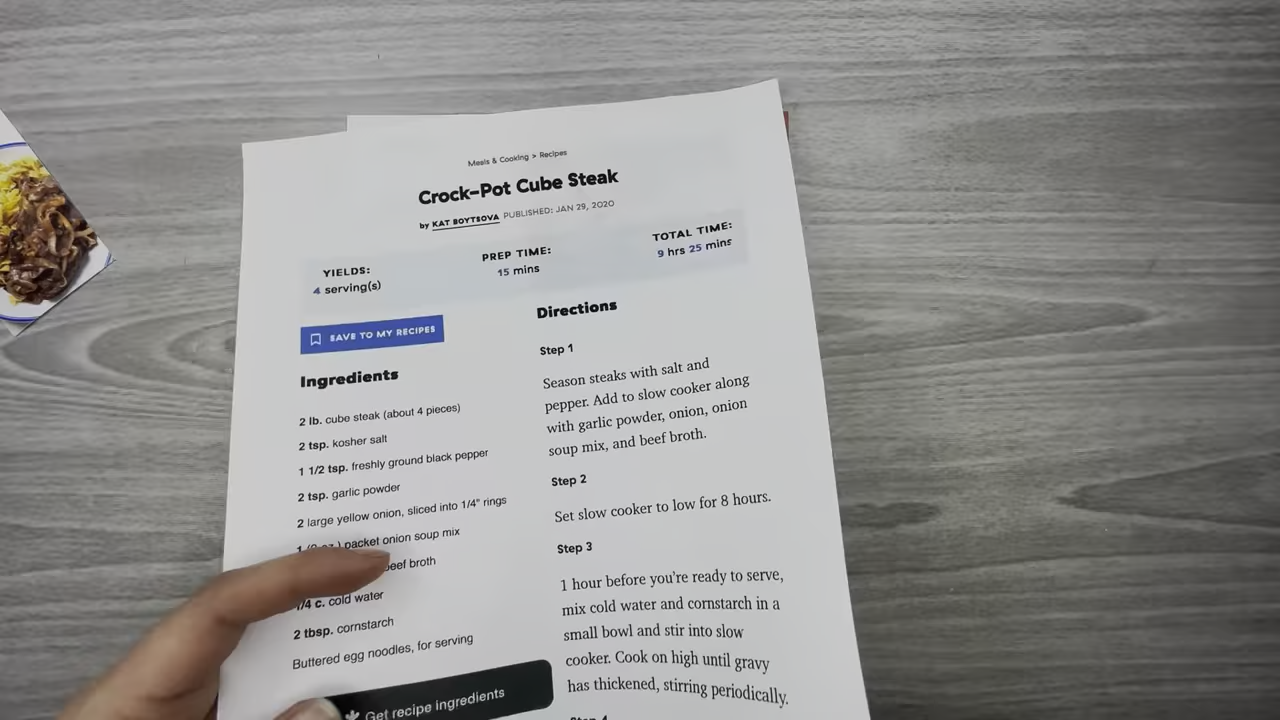 Meals & Cooking > Recipes
Crock-Pot Cube Steak
by KAT BOYTSOVA PUBLISHED: JAN 29, 2020
YIELDS:
4 serving(s)
PREP TIME:
15 mins
TOTAL TIME:
9 hrs 25 mins
SAVE TO MY RECIPES
Ingredients
2 lb. cube steak (about 4 pieces)
2 tsp. kosher salt
1 1/2 tsp. freshly ground black pepper
2 tsp. garlic powder
2 large yellow onion, sliced into 1/4" rings
packet onion soup mix
beef broth
1/4 c. cold water
2 tbsp. cornstarch
Buttered egg noodles, for serving
Get recipe ingredients
Directions
Step 1
Season steaks with salt and
pepper. Add to slow cooker along
with garlic powder, onion, onion
soup mix, and beef broth.
Step 2
Set slow cooker to low for 8 hours.
Step 3
1 hour before you're ready to serve,
mix cold water and cornstarch in a
small bowl and stir into slow
cooker. Cook on high until gravy
has thickened, stirring periodically.
Step 4